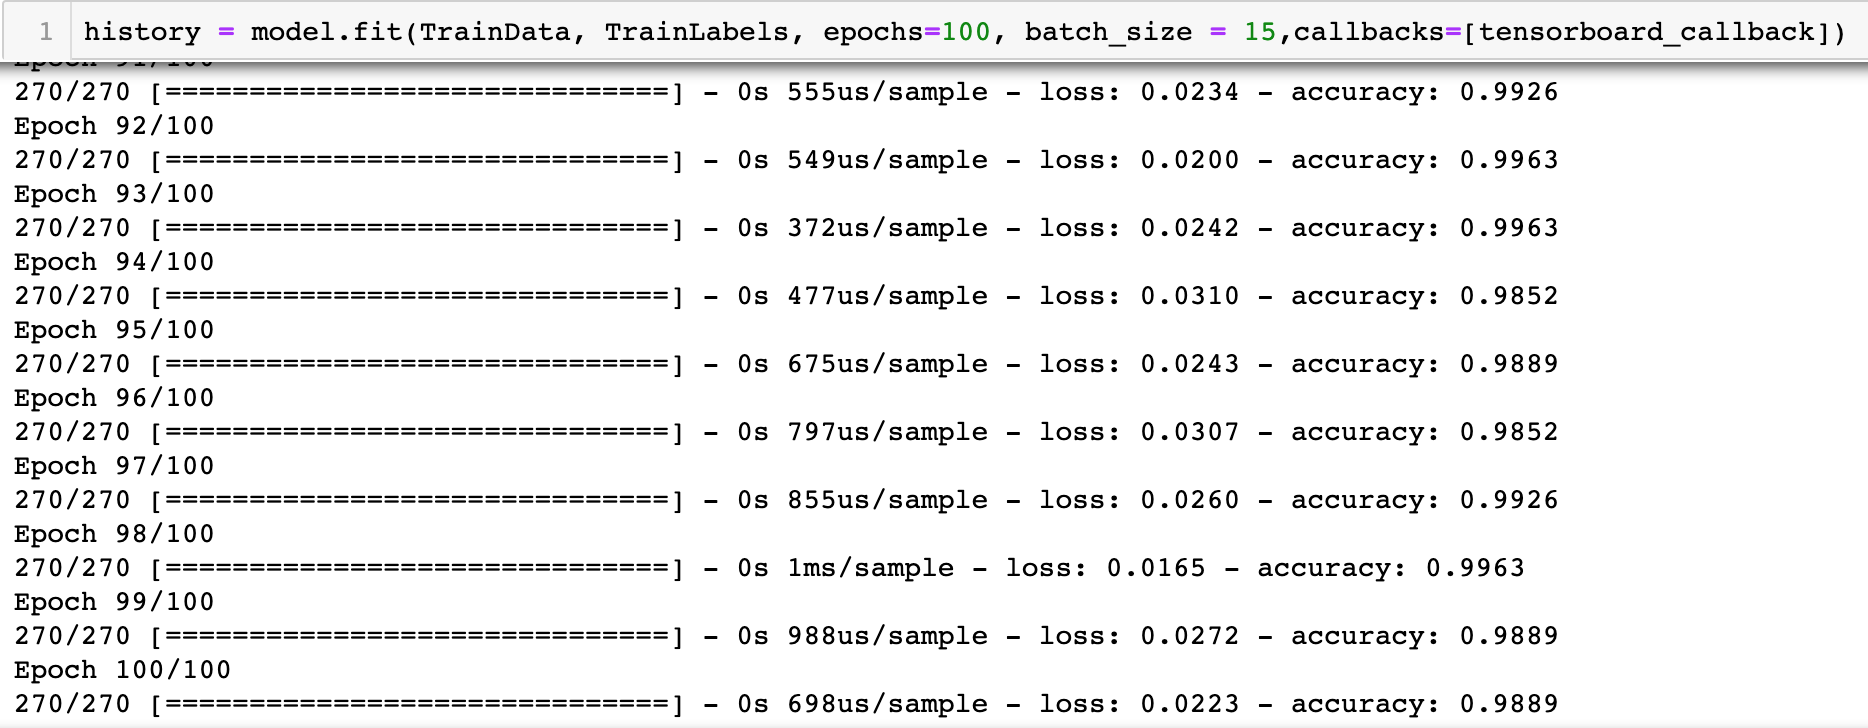 1 history = model.fit(TrainData, TrainLabels, epochs=100, batch_size = 15,callbacks=[tensorboard_callback])
Epoch 91/100
270/270 [==============================] - 0s 555us/sample - loss: 0.0234 - accuracy: 0.9926
Epoch 92/100
270/270 [==============================] - 0s 549us/sample - loss: 0.0200 - accuracy: 0.9963
Epoch 93/100
270/270 [==============================] - 0s 372us/sample - loss: 0.0242 - accuracy: 0.9963
Epoch 94/100
270/270 [==============================] - 0s 477us/sample - loss: 0.0310 - accuracy: 0.9852
Epoch 95/100
270/270 [==============================] - 0s 675us/sample - loss: 0.0243 - accuracy: 0.9889
Epoch 96/100
270/270 [==============================] - 0s 797us/sample - loss: 0.0307 - accuracy: 0.9852
Epoch 97/100
270/270 [==============================] - 0s 855us/sample - loss: 0.0260 - accuracy: 0.9926
Epoch 98/100
270/270 [==============================] - 0s 1ms/sample - loss: 0.0165 - accuracy: 0.9963
Epoch 99/100
270/270 [==============================] - 0s 988us/sample - loss: 0.0272 - accuracy: 0.9889
Epoch 100/100
270/270 [==============================] - 0s 698us/sample - loss: 0.0223 - accuracy: 0.9889